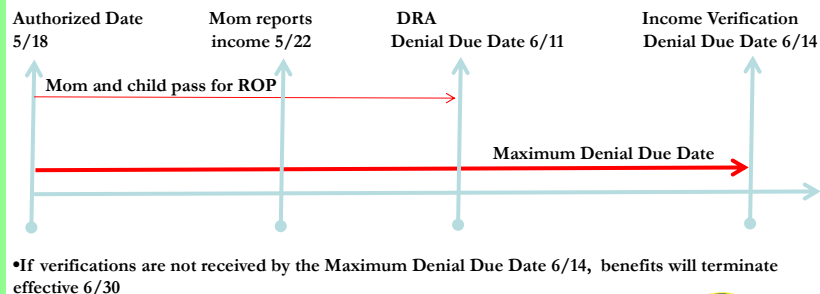 Authorized Date
5/18
Mom reports
income 5/22
DRA
Denial Due Date 6/11
Income Verification
Denial Due Date 6/14
Mom and child pass for ROP
Maximum Denial Due Date
•If verifications are not received by the Maximum Denial Due Date 6/14, benefits will terminate
effective 6/30